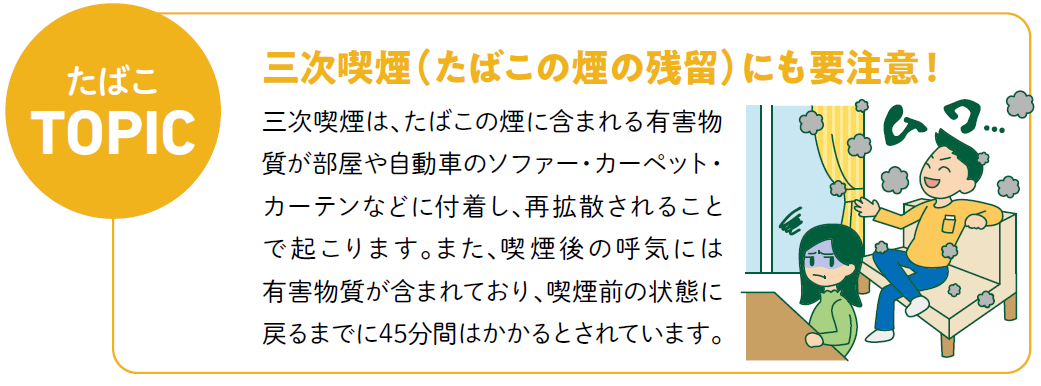 たばこ
TOPIC
三次喫煙（たばこの煙の残留）にも要注意！
三次喫煙は、たばこの煙に含まれる有害物
質が部屋や自動車のソファー・カーペット・
カーテンなどに付着し、再拡散されること
で起こります。また、喫煙後の呼気には
有害物質が含まれており、喫煙前の状態に
戻るまでに45分間はかかるとされています。